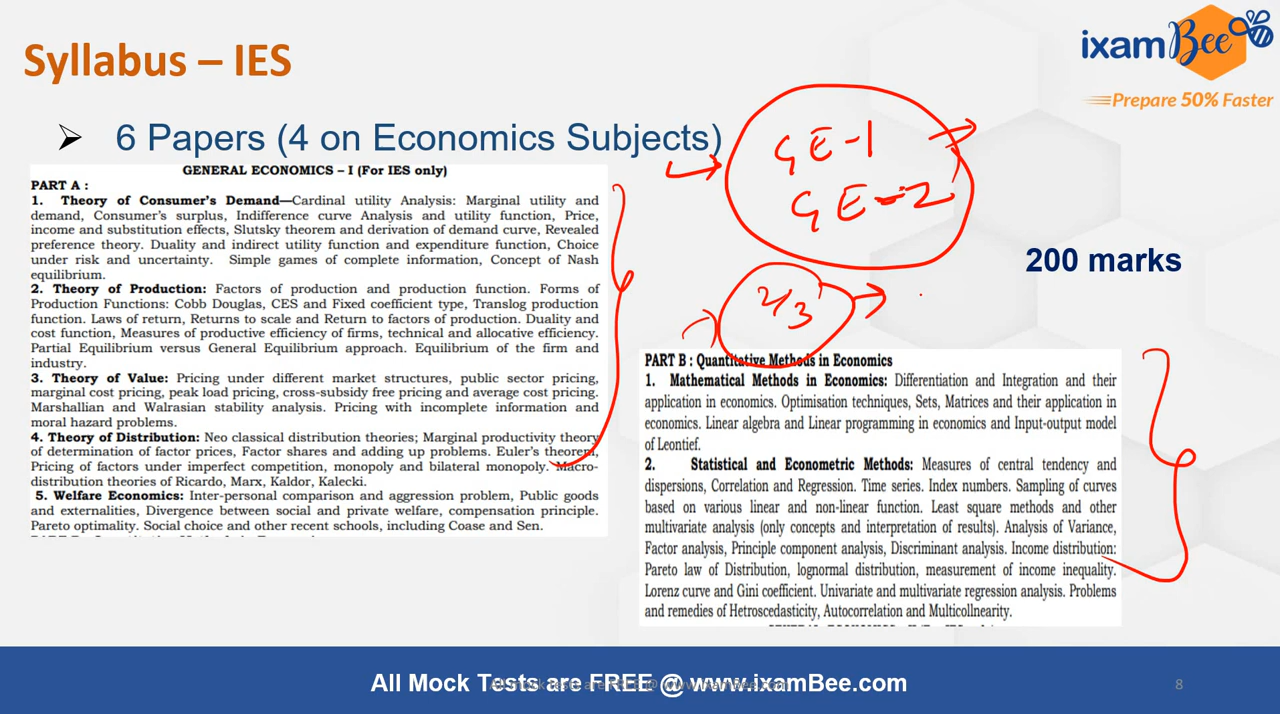 Syllabus – IES
ixamBee
Prepare 50% Faster
➢ 6 Papers (4 on Economics Subjects)
GE-1
GE-2
2/3
200 marks
GENERAL ECONOMICS – I (For IES only)
PART A :
1. Theory of Consumer's Demand—Cardinal utility Analysis: Marginal utility and
demand, Consumer's surplus, Indifference curve Analysis and utility function, Price,
income and substitution effects, Slutsky theorem and derivation of demand curve, Revealed
preference theory. Duality and indirect utility function and expenditure function, Choice
under risk and uncertainty. Simple games of complete information, Concept of Nash
equilibrium.
2. Theory of Production: Factors of production and production function. Forms of
Production Functions: Cobb Douglas, CES and Fixed coefficient type, Translog production
function. Laws of return, Returns to scale and Return to factors of production. Duality and
cost function, Measures of productive efficiency of firms, technical and allocative efficiency.
Partial Equilibrium versus General Equilibrium approach. Equilibrium of the firm and
industry.
3. Theory of Value: Pricing under different market structures, public sector pricing,
marginal cost pricing, peak load pricing, cross-subsidy free pricing and average cost pricing.
Marshallian and Walrasian stability analysis. Pricing with incomplete information and
moral hazard problems.
4. Theory of Distribution: Neo classical distribution theories; Marginal productivity theory
of determination of factor prices, Factor shares and adding up problems. Euler's theorem,
Pricing of factors under imperfect competition, monopoly and bilateral monopoly. Macro-
distribution theories of Ricardo, Marx, Kaldor, Kalecki.
5. Welfare Economics: Inter-personal comparison and aggression problem, Public goods
and externalities, Divergence between social and private welfare, compensation principle.
Pareto optimality. Social choice and other recent schools, including Coase and Sen.
PART B : Quantitative Methods in Economics
1. Mathematical Methods in Economics: Differentiation and Integration and their
application in economics. Optimisation techniques, Sets, Matrices and their application in
economics. Linear algebra and Linear programming in economics and Input-output model
of Leontief.
2. Statistical and Econometric Methods: Measures of central tendency and
dispersions, Correlation and Regression. Time series. Index numbers. Sampling of curves
based on various linear and non-linear function. Least square methods and other
multivariate analysis (only concepts and interpretation of results). Analysis of Variance,
Factor analysis, Principle component analysis, Discriminant analysis. Income distribution:
Pareto law of Distribution, lognormal distribution, measurement of income inequality.
Lorenz curve and Gini coefficient. Univariate and multivariate regression analysis. Problems
and remedies of Hetroscedasticity, Autocorrelation and Multicollnearity.
All Mock Tests are FREE @ www.ixamBee.com
8